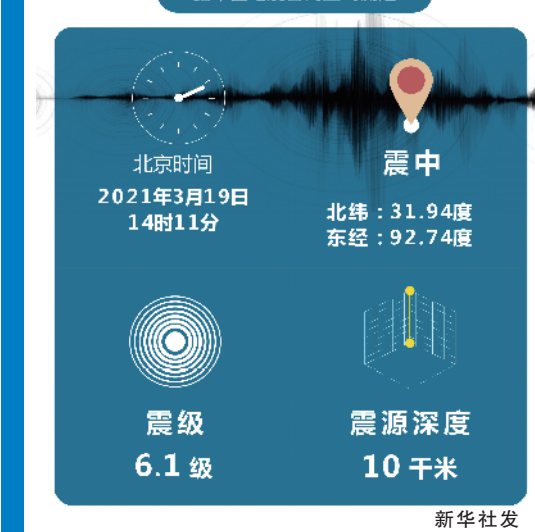 北京时间
2021年3月19日
14时11分
震中
北纬：31.94度
东经：92.74度
震级
6.1 级
震源深度
10 千米
新华社发